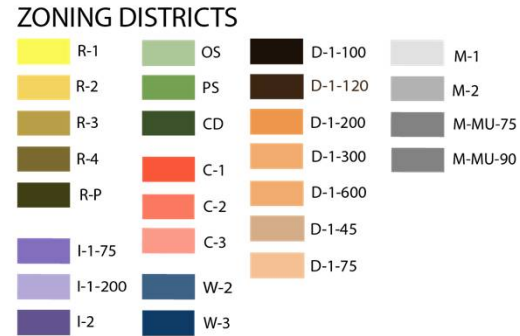 ZONING DISTRICTS
R-1
R-2
R-3
R-4
R-P
I-1-75
I-1-200
I-2
OS
PS
CD
C-1
C-2
C-3
W-2
W-3
D-1-100
D-1-120
D-1-200
D-1-300
D-1-600
D-1-45
D-1-75
M-1
M-2
M-MU-75
M-MU-90